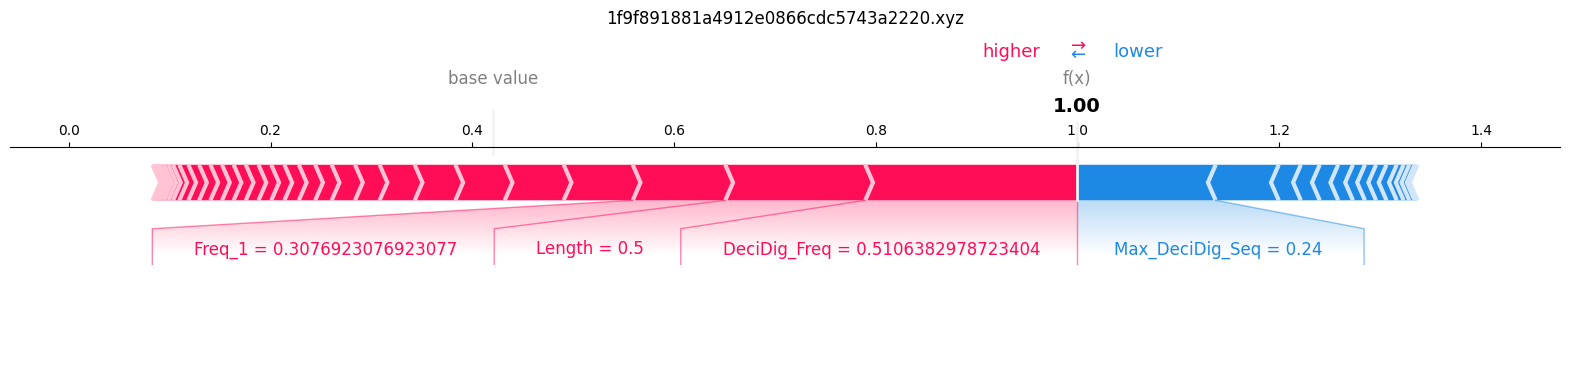 1f9f891881a4912e0866cdc5743a2220.xyz
higher ⇄ lower
base value f(x)
1.00
0.0 0.2 0.4 0.6 0.8 1.0 1.2 1.4
Freq_1 = 0.3076923076923077 Length = 0.5 DeciDig_Freq = 0.5106382978723404 Max_DeciDig_Seq = 0.24